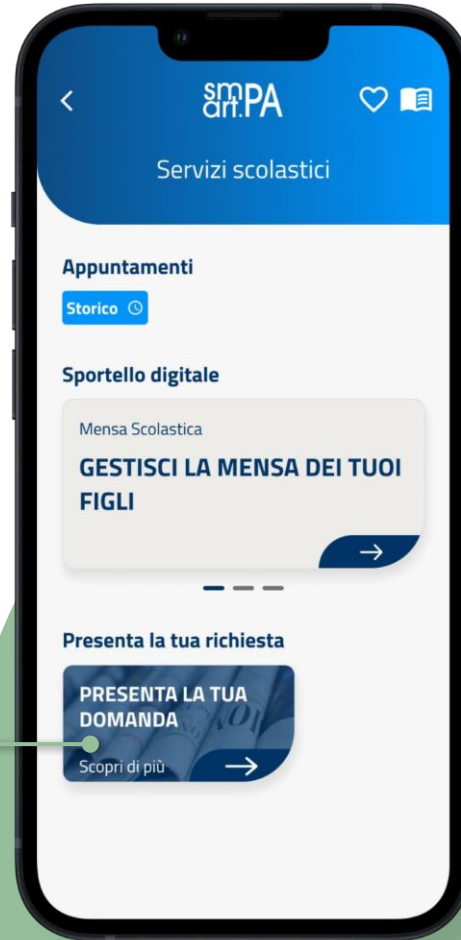 smart.PA
Servizi scolastici
Appuntamenti
Storico
Sportello digitale
Mensa Scolastica
GESTISCI LA MENSA DEI TUOI
FIGLI
Presenta la tua richiesta
PRESENTA LA TUA
DOMANDA
Scopri di più